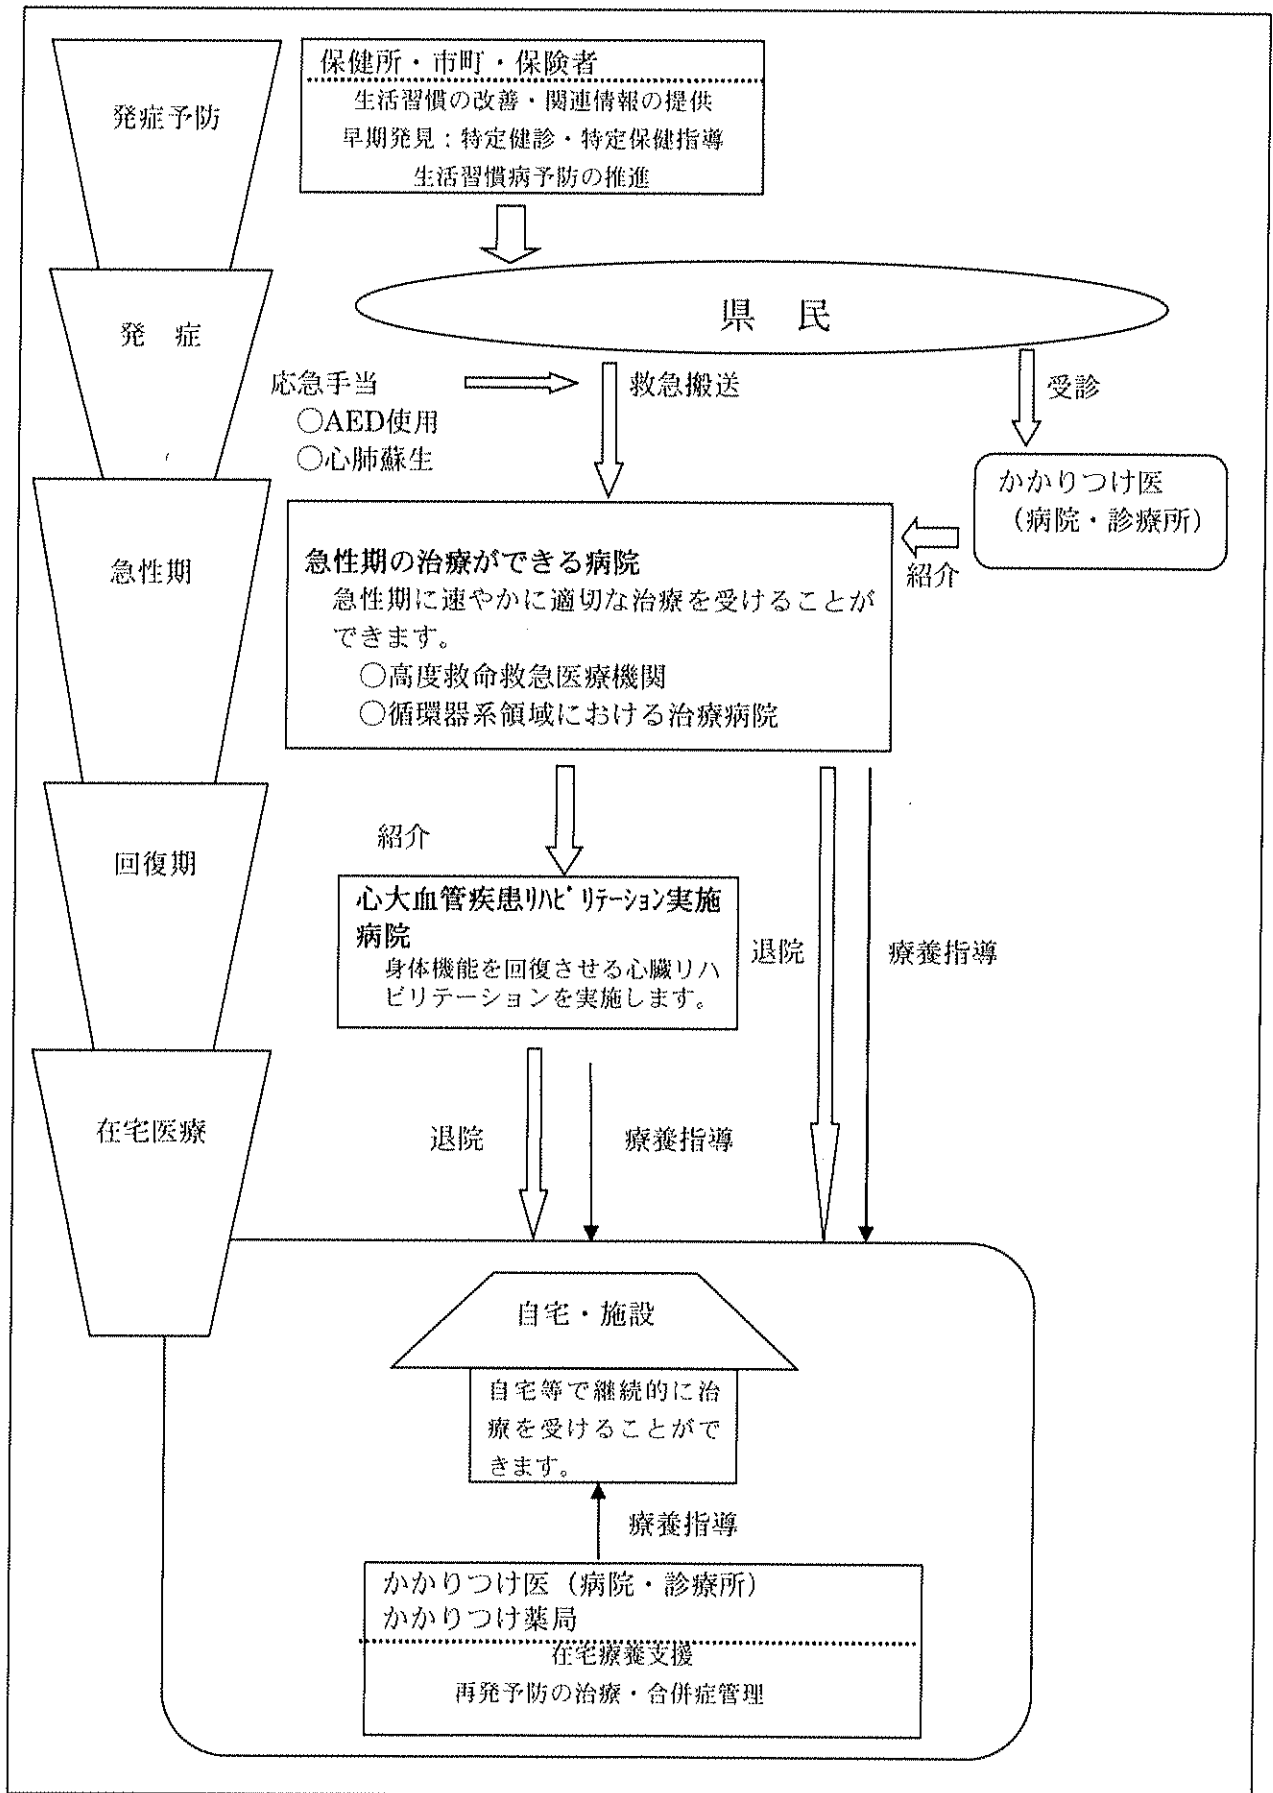 発症予防
保健所・市町・保険者
生活習慣の改善・関連情報の提供
早期発見：特定健診・特定保健指導
生活習慣病予防の推進
県　民
発　症
応急手当
○AED使用
○心肺蘇生
救急搬送
受診
かかりつけ医
（病院・診療所）
紹介
急性期
急性期の治療ができる病院
急性期に速やかに適切な治療を受けることが
できます。
○高度救命救急医療機関
○循環器系領域における治療病院
回復期
紹介
心大血管疾患ﾘﾊﾋﾞﾘﾃｰｼｮﾝ実施
病院
身体機能を回復させる心臓リハ
ビリテーションを実施します。
退院
療養指導
在宅医療
退院
療養指導
自宅・施設
自宅等で継続的に治
療を受けることがで
きます。
療養指導
かかりつけ医（病院・診療所）
かかりつけ薬局
在宅療養支援
再発予防の治療・合併症管理